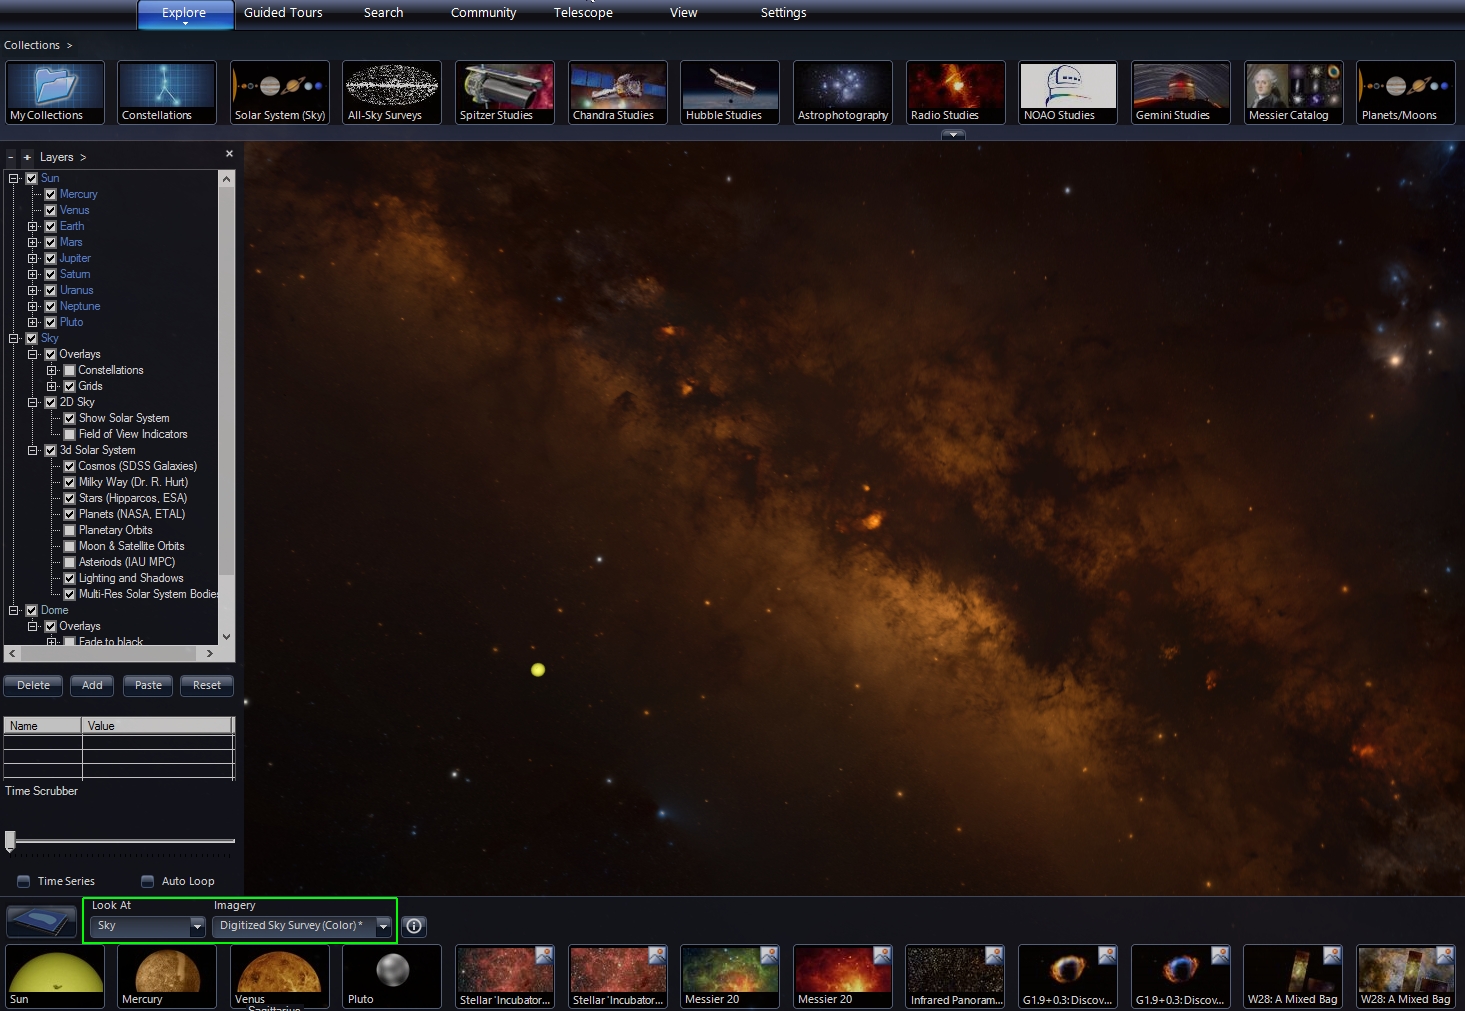 Explore
Guided Tours
Search
Community
Telescope
View
Settings
Collections >
My Collections
Constellations
Solar System (Sky)
All-Sky Surveys
Spitzer Studies
Chandra Studies
Hubble Studies
Astrophotography
Radio Studies
NOAO Studies
Gemini Studies
Messier Catalog
Planets/Moons
Layers >
Sun
Mercury
Venus
Earth
Mars
Jupiter
Saturn
Uranus
Neptune
Pluto
Sky
Overlays
Constellations
Grids
2D Sky
Show Solar System
Field of View Indicators
3d Solar System
Cosmos (SDSS Galaxies)
Milky Way (Dr. R. Hurt)
Stars (Hipparcos, ESA)
Planets (NASA, ETAL)
Planetary Orbits
Moon & Satellite Orbits
Asteriods (IAU MPC)
Lighting and Shadows
Multi-Res Solar System Bodies
Dome
Overlays
Fade to black
Delete
Add
Paste
Reset
Name
Value
Time Scrubber
Time Series
Auto Loop
Look At
Imagery
Sky
Digitized Sky Survey (Color) *
Sun
Mercury
Venus
Pluto
Stellar 'Incubator...
Stellar 'Incubator...
Messier 20
Messier 20
Infrared Panoram...
G1.9+0.3: Discov...
G1.9+0.3: Discov...
W28: A Mixed Bag
W28: A Mixed Bag
Sagittarius